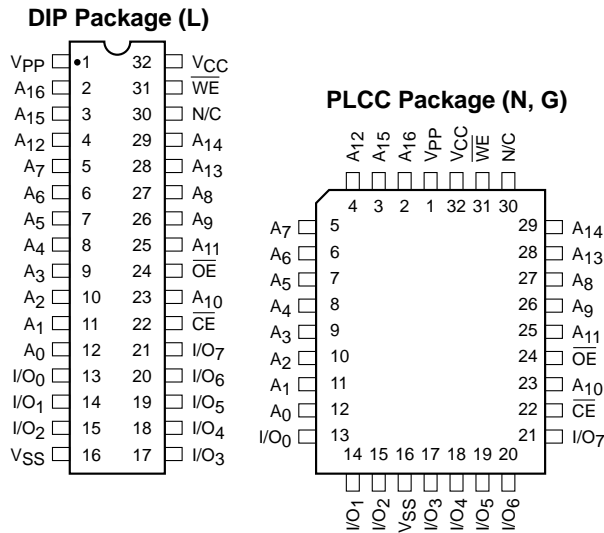 DIP Package (L)
VPP 1 32 VCC
A16 2 31 WE
A15 3 30 N/C
A12 4 29 A14
A7 5 28 A13
A6 6 27 A8
A5 7 26 A9
A4 8 25 A11
A3 9 24 OE
A2 10 23 A10
A1 11 22 CE
A0 12 21 I/O7
I/O0 13 20 I/O6
I/O1 14 19 I/O5
I/O2 15 18 I/O4
VSS 16 17 I/O3
PLCC Package (N, G)
A12 A15 A16 VPP VCC WE N/C
4 3 2 1 32 31 30
A7 5 29 A14
A6 6 28 A13
A5 7 27 A8
A4 8 26 A9
A3 9 25 A11
A2 10 24 OE
A1 11 23 A10
A0 12 22 CE
I/O0 13 21 I/O7
14 15 16 17 18 19 20
I/O1 I/O2 VSS I/O3 I/O4 I/O5 I/O6